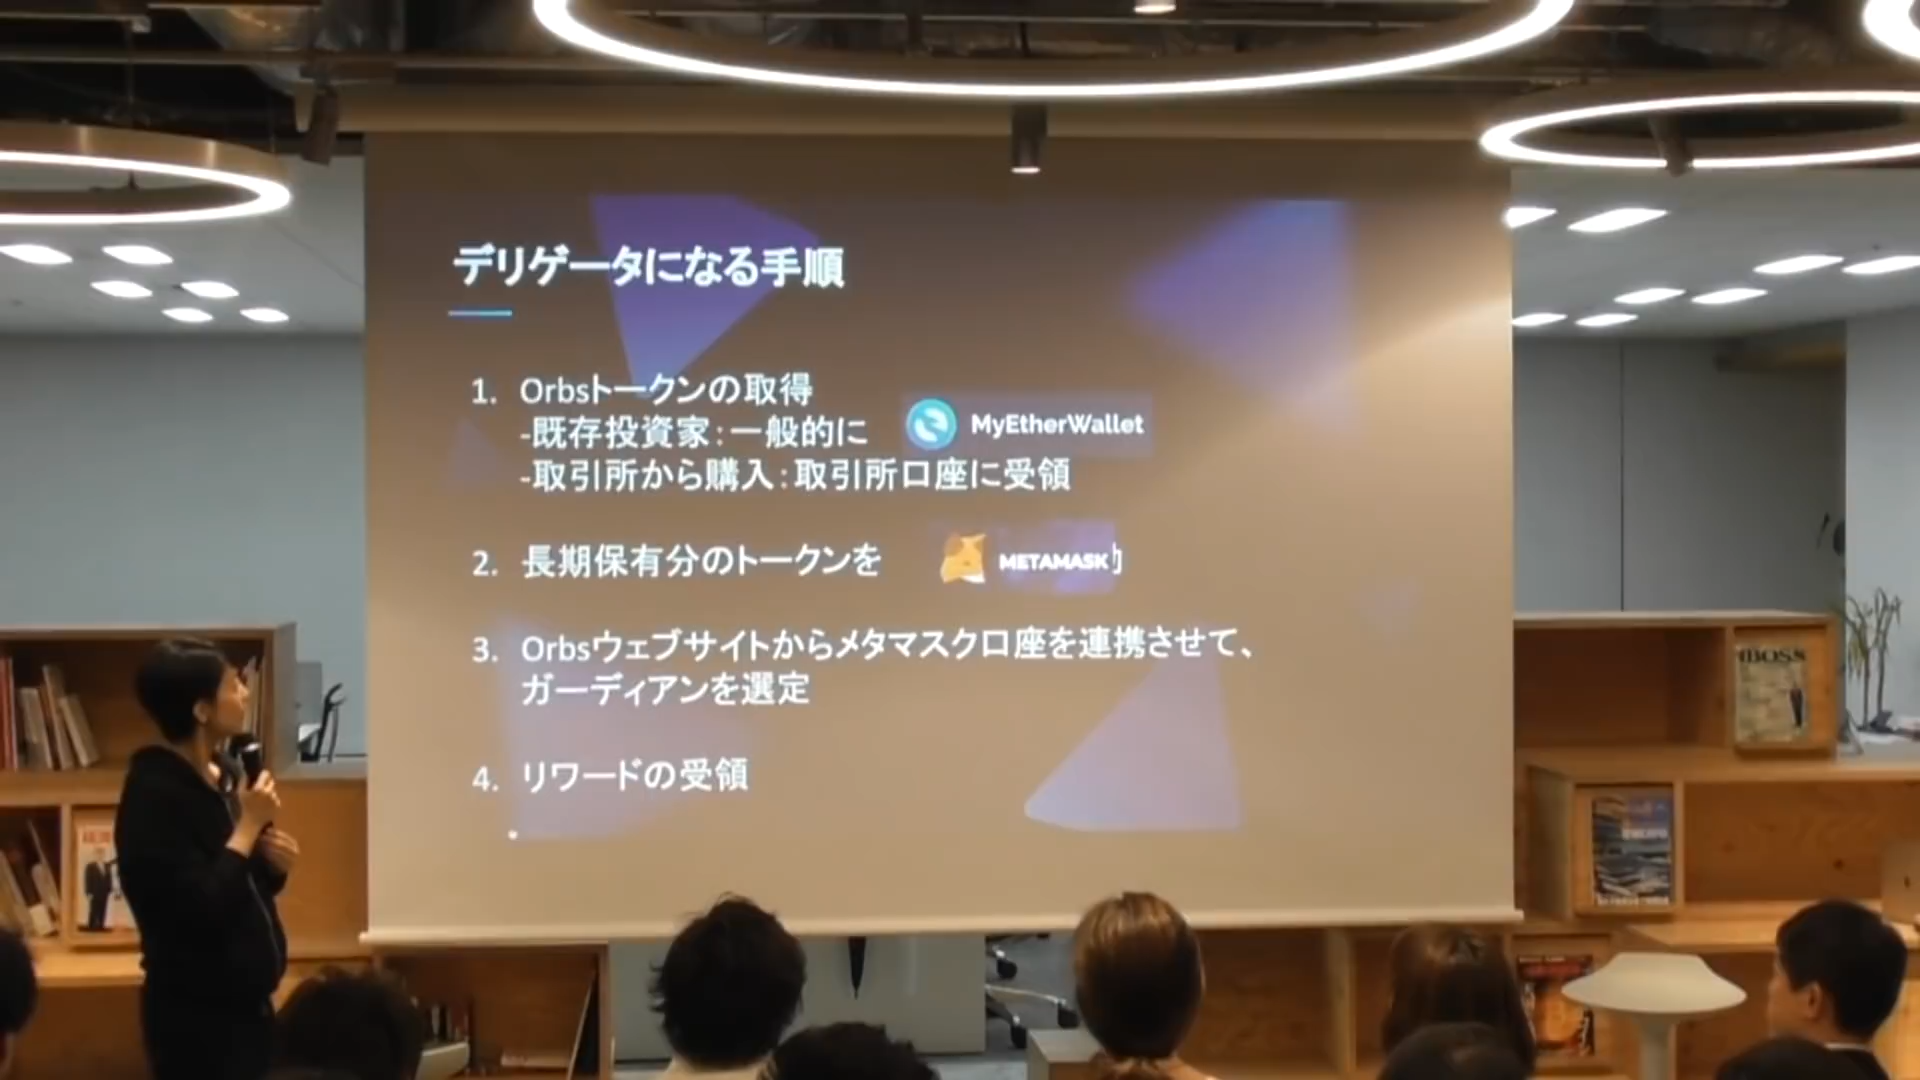 デリゲータになる手順
1. Orbsトークンの取得
-既存投資家：一般的に MyEtherWallet
-取引所から購入：取引所口座に受領
2. 長期保有分のトークンを METAMASK
3. Orbsウェブサイトからメタマスク口座を連携させて、
ガーディアンを選定
4. リワードの受領
BOSS